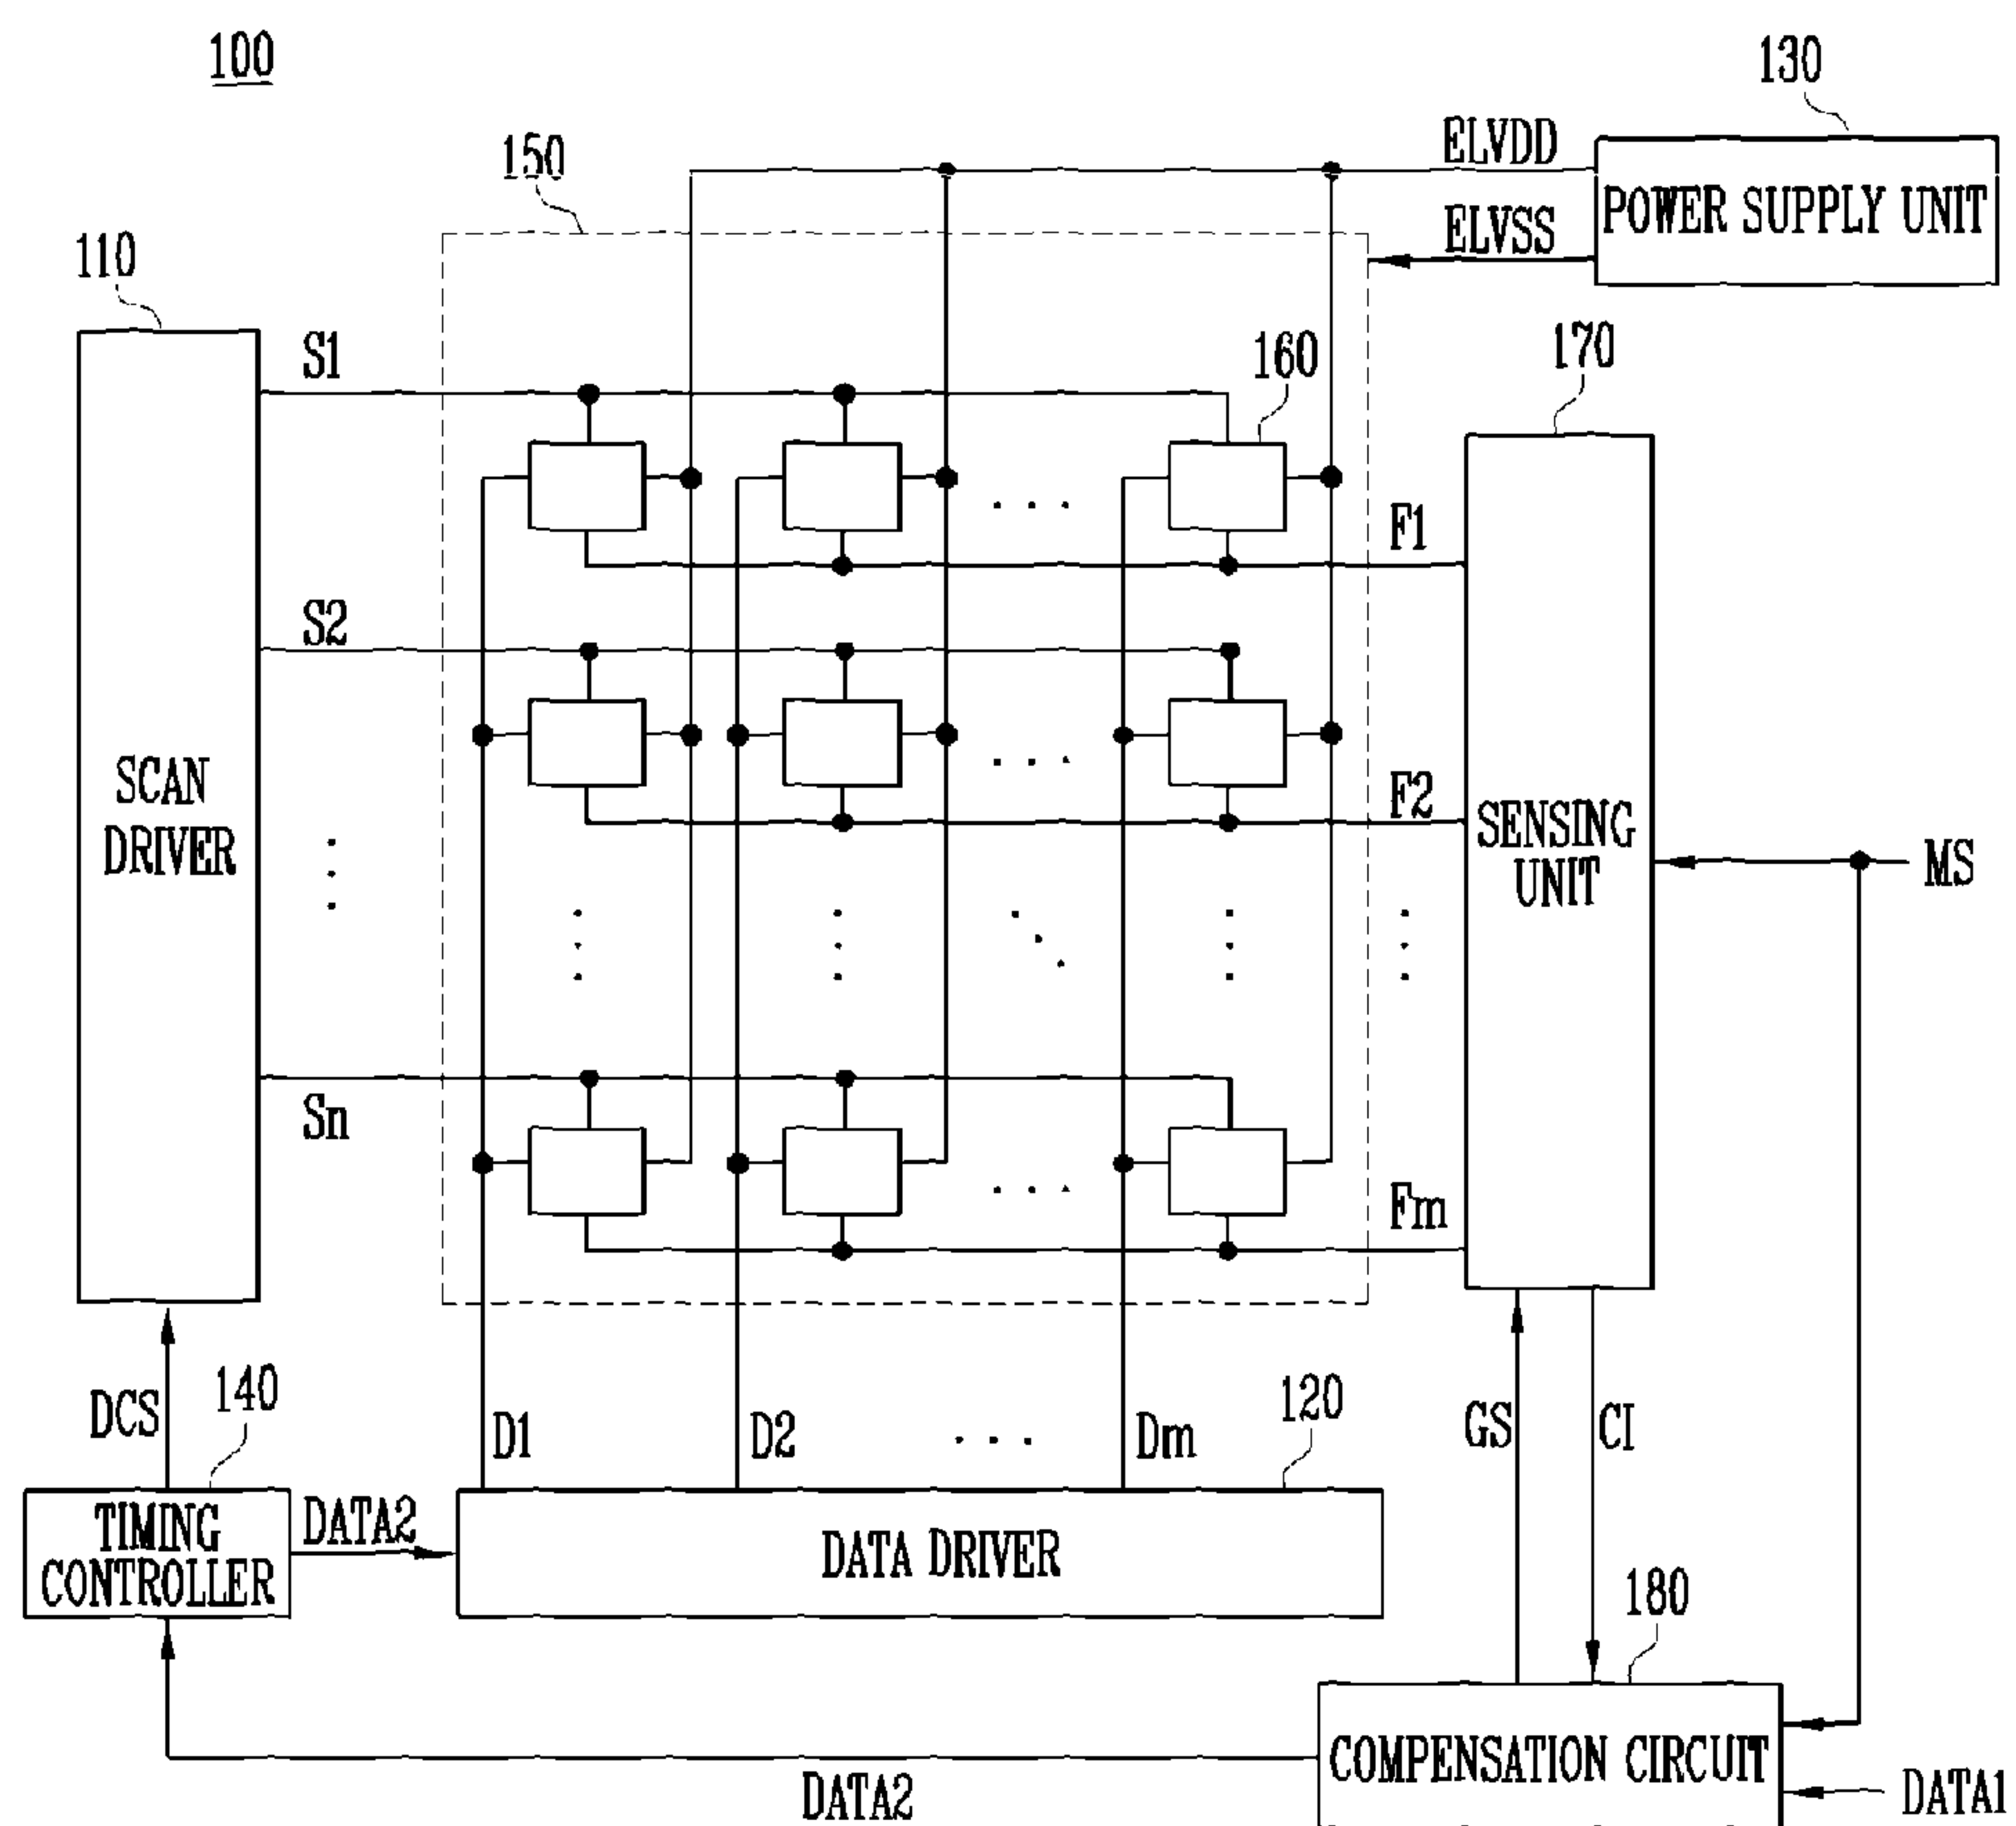 100
130
150
ELVDD
POWER SUPPLY UNIT
ELVSS
110
S1
160
170
F1
S2
SCAN
DRIVER
F2
SENSING
UNIT
MS
Sn
Fm
DCS
140
D1
D2
Dm
120
GS
CI
TIMING
CONTROLLER
DATA2
DATA DRIVER
180
COMPENSATION CIRCUIT
DATA2
DATA1